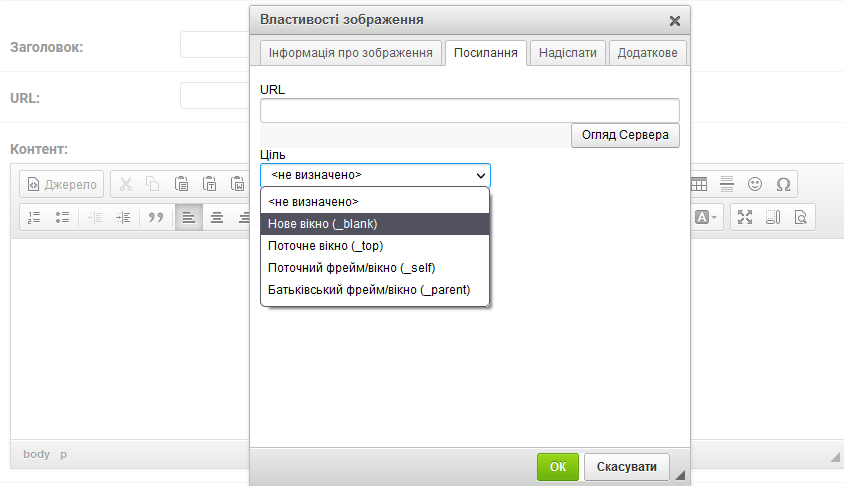 Властивості зображення
Заголовок:
Інформація про зображення Посилання Надіслати Додаткове
URL
URL:
Огляд Сервера
Контент:
Ціль
<не визначено>
Джерело
<не визначено>
Нове вікно (_blank)
Поточне вікно (_top)
Поточний фрейм/вікно (_self)
Батьківський фрейм/вікно (_parent)
body p
ОК Скасувати